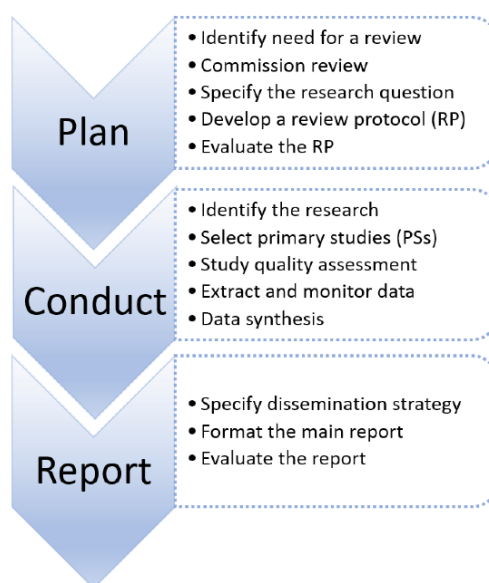 Plan
• Identify need for a review
• Commission review
• Specify the research question
• Develop a review protocol (RP)
• Evaluate the RP
Conduct
• Identify the research
• Select primary studies (PSs)
• Study quality assessment
• Extract and monitor data
• Data synthesis
Report
• Specify dissemination strategy
• Format the main report
• Evaluate the report